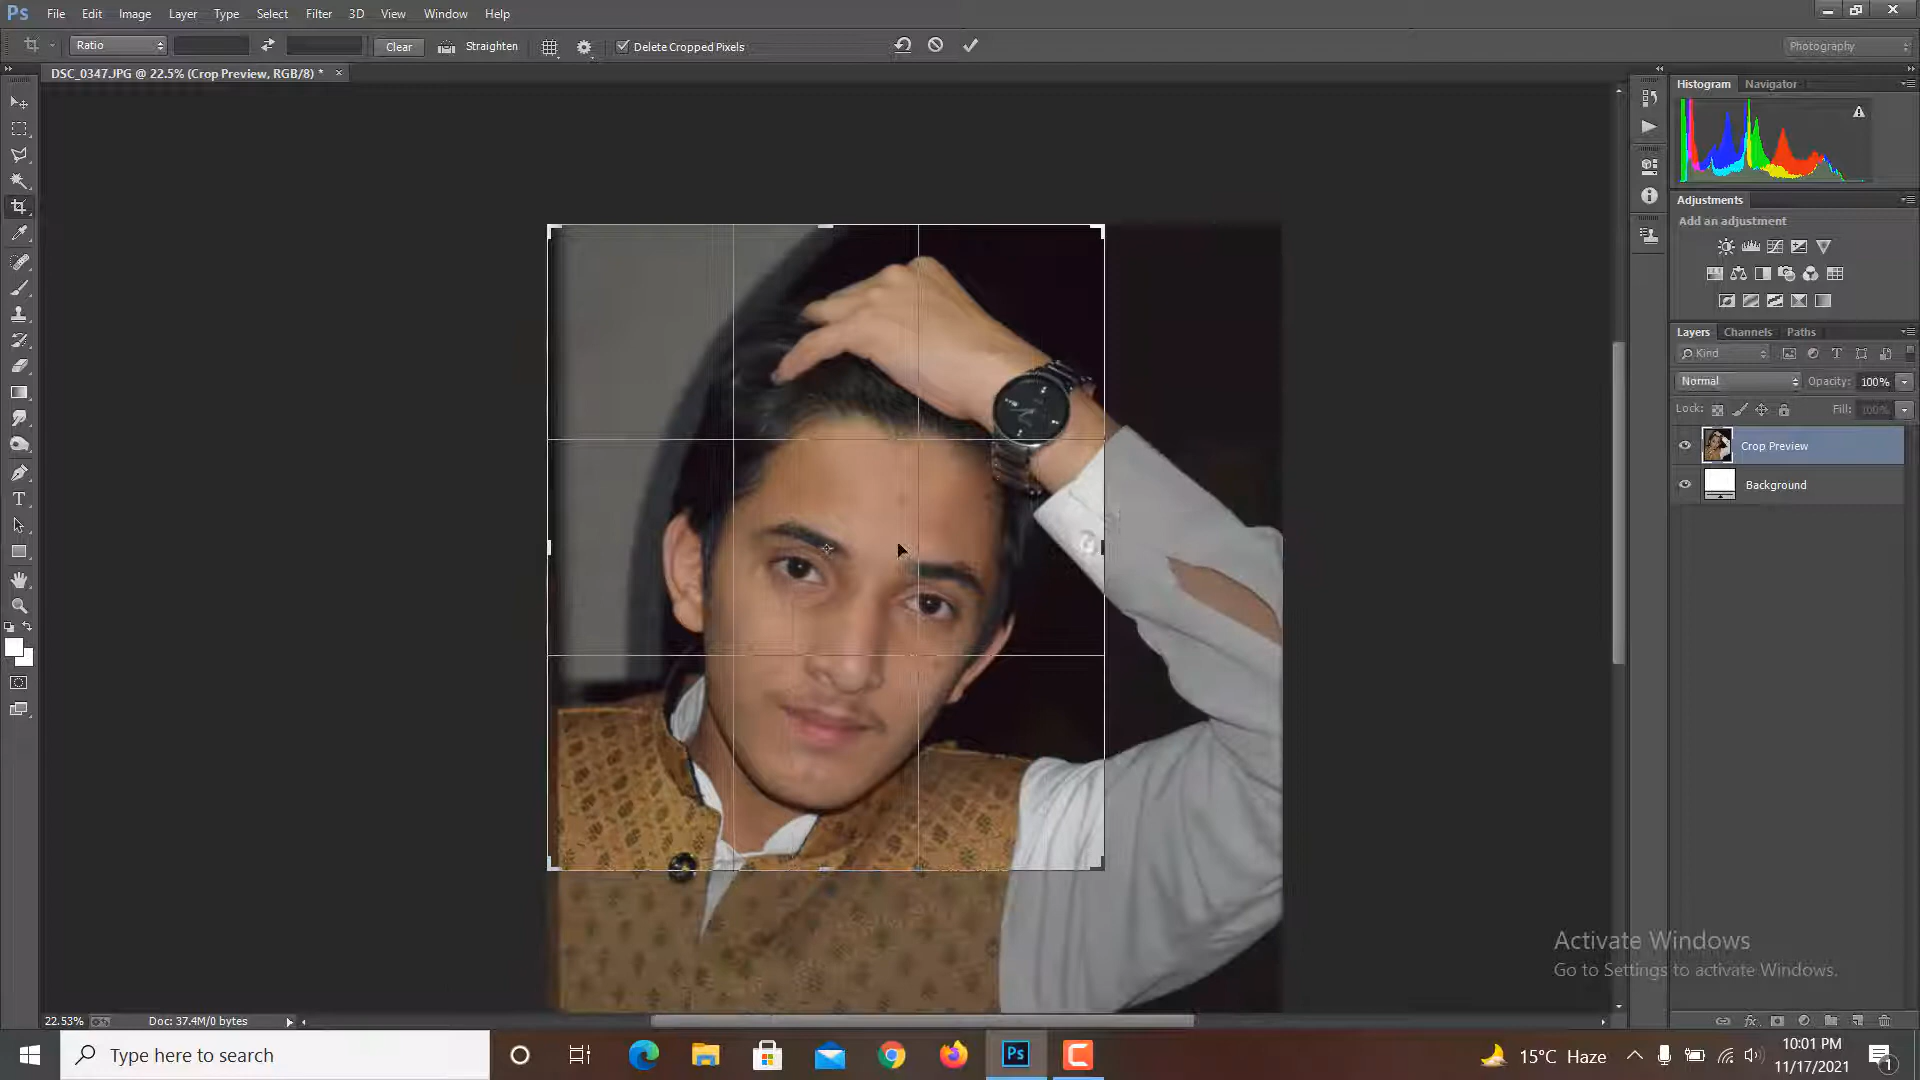 Ps File Edit Image Layer Type Select Filter 3D View Window Help
Ratio Clear Straighten Delete Cropped Pixels Photography
DSC_0347.JPG @ 22.5% (Crop Preview, RGB/8) *
Histogram Navigator
Adjustments
Add an adjustment
Layers Channels Paths
Kind
Normal Opacity: 100%
Lock: Fill: 100%
Crop Preview
Background
Activate Windows
Go to Settings to activate Windows.
22.53% Doc: 37.4M/0 bytes
Type here to search
Ps
15°C Haze
10:01 PM
11/17/2021
1